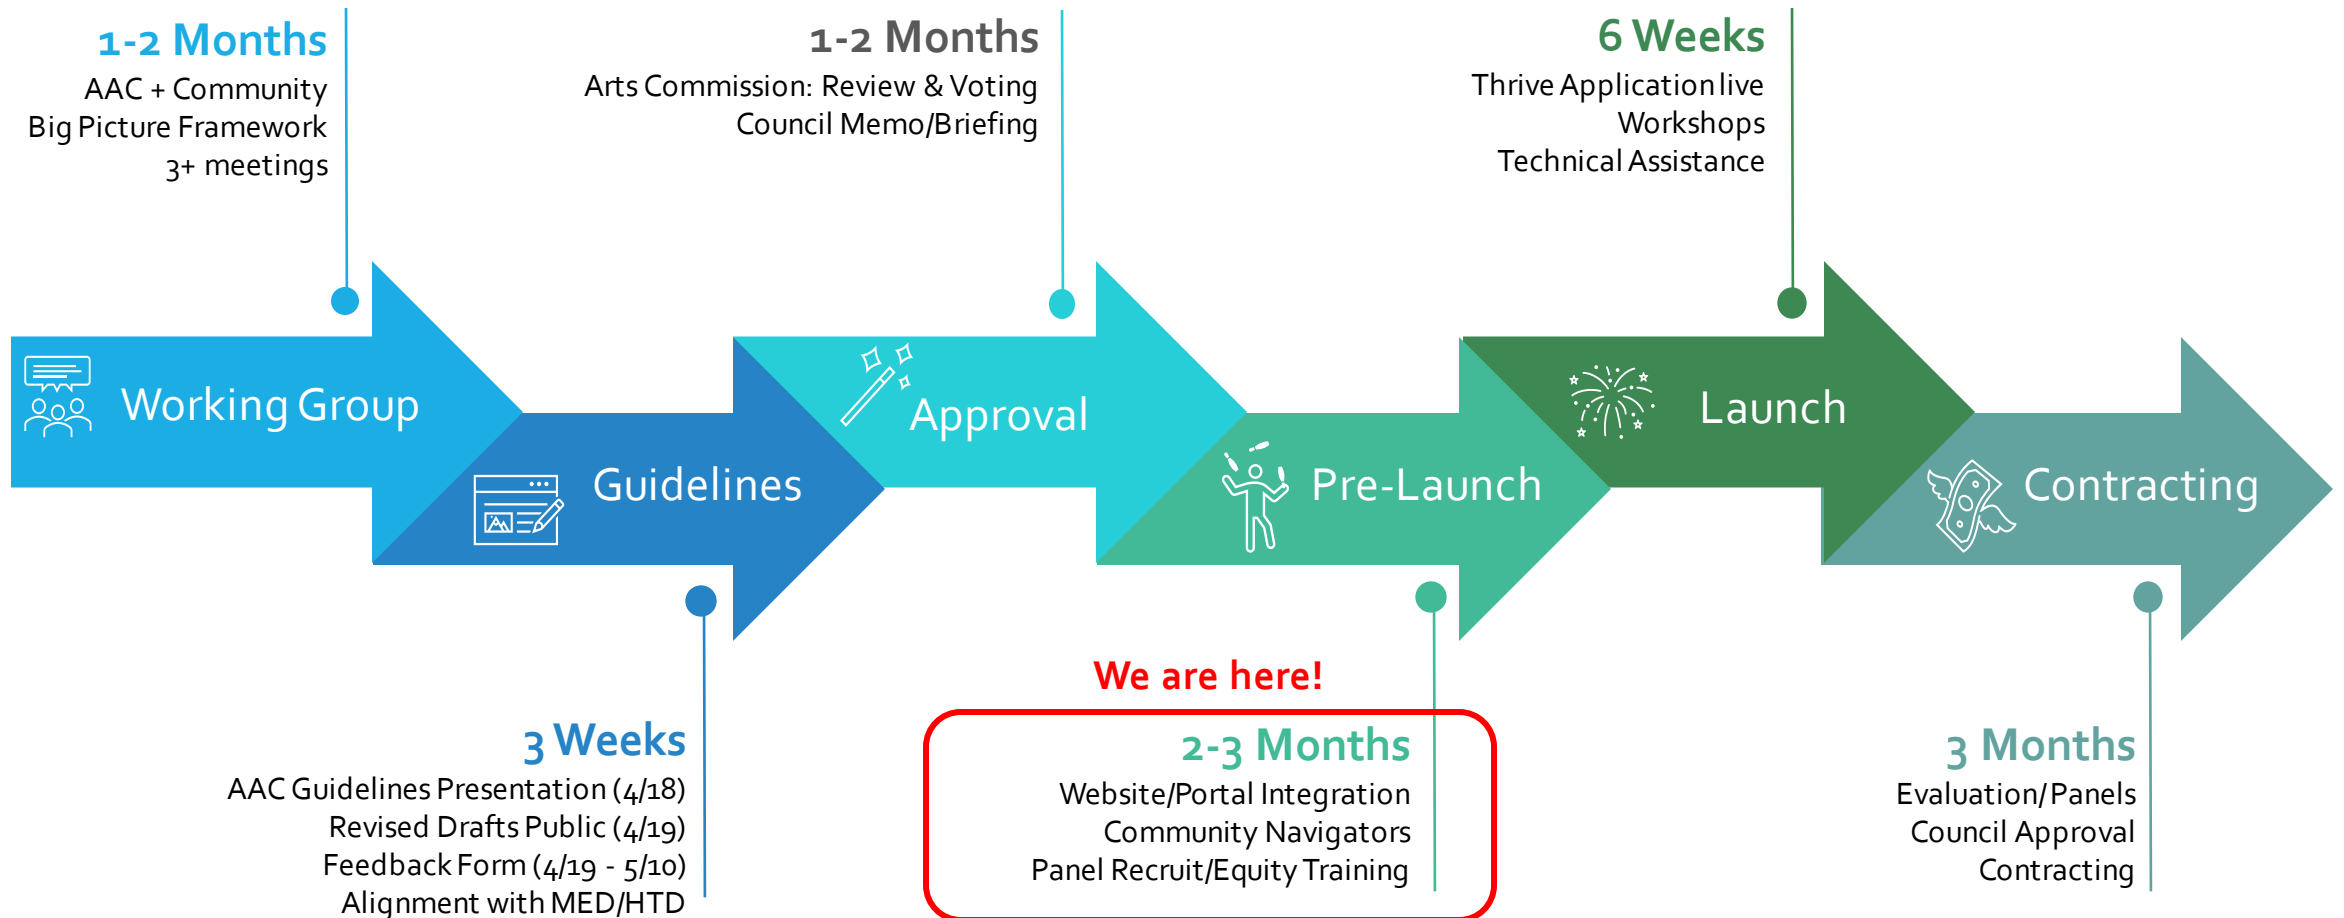 1-2 Months
AAC + Community
Big Picture Framework
3+ meetings
1-2 Months
Arts Commission: Review & Voting
Council Memo/Briefing
6 Weeks
Thrive Application live
Workshops
Technical Assistance
Working Group
Guidelines
Approval
Pre-Launch
Launch
Contracting
3 Weeks
AAC Guidelines Presentation (4/18)
Revised Drafts Public (4/19)
Feedback Form (4/19 - 5/10)
Alignment with MED/HTD
We are here!
2-3 Months
Website/Portal Integration
Community Navigators
Panel Recruit/Equity Training
3 Months
Evaluation/Panels
Council Approval
Contracting